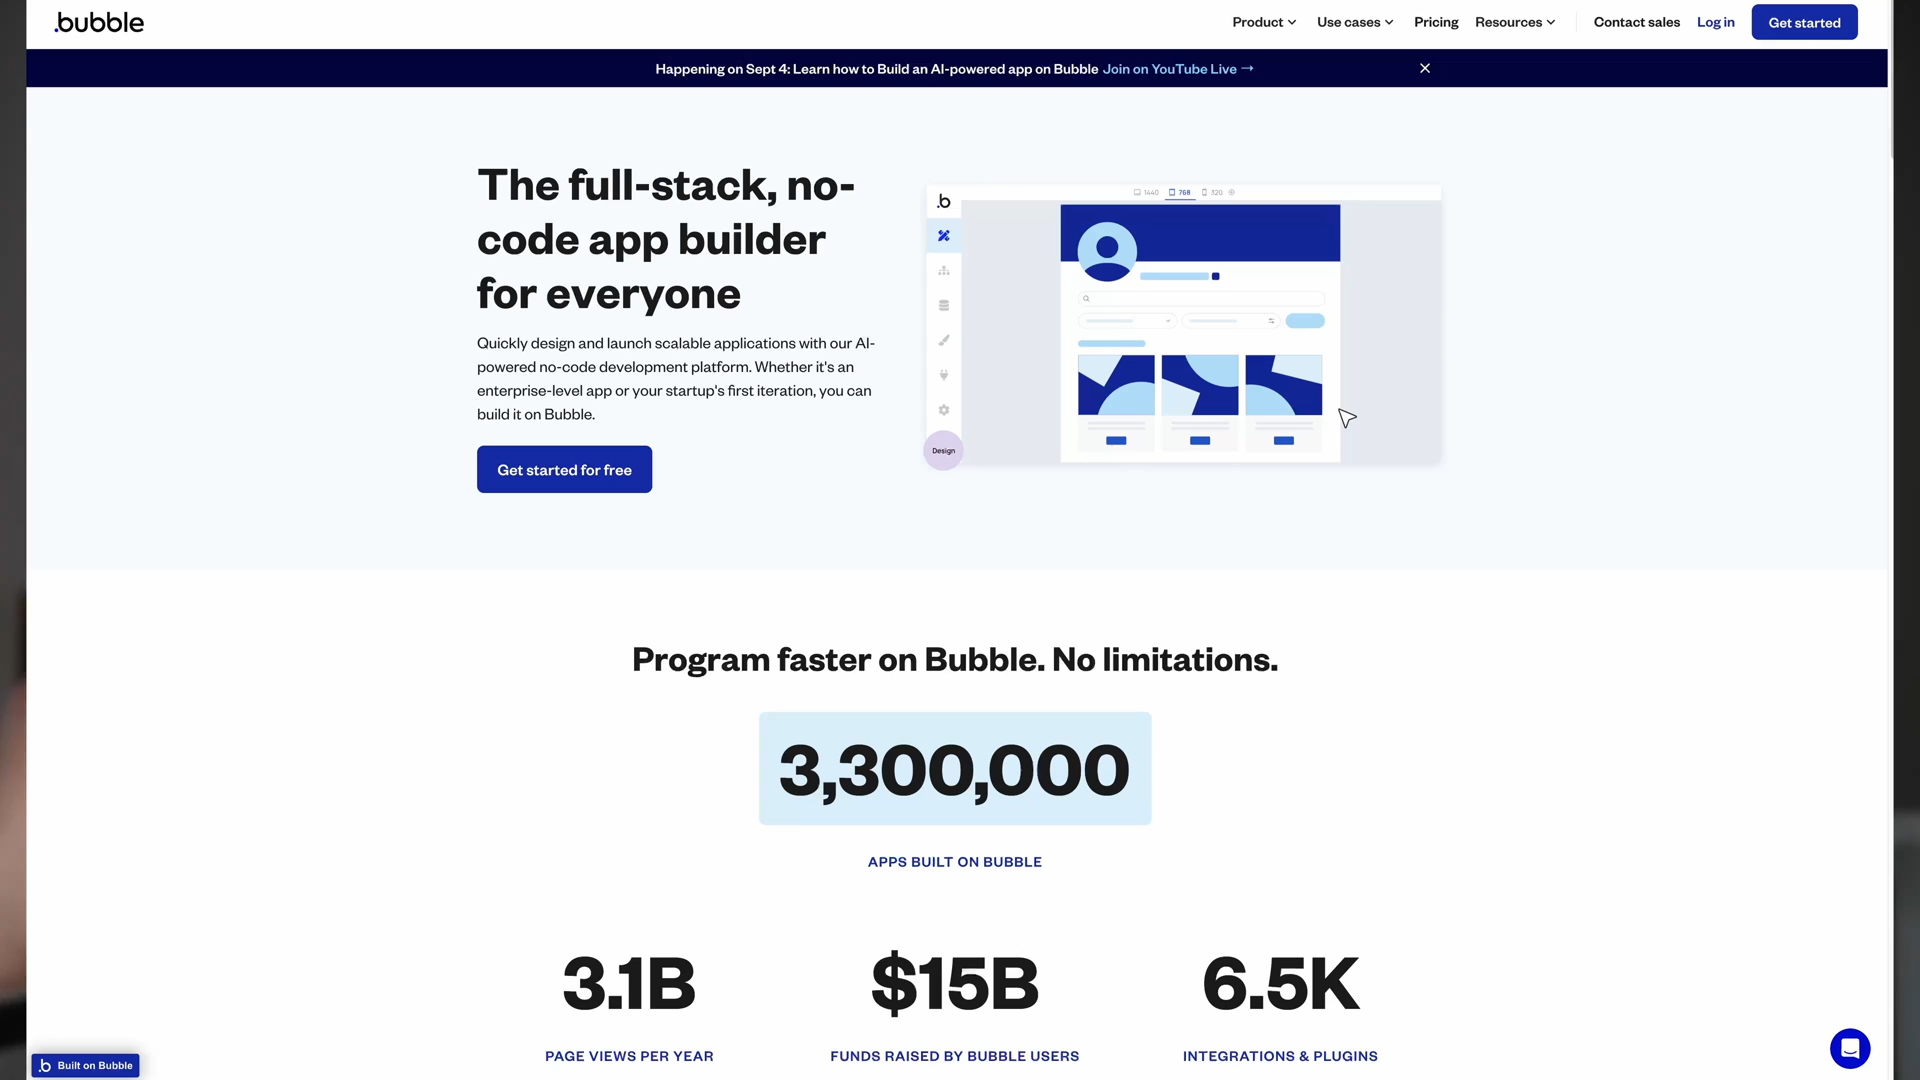 .bubble
Product Use cases Pricing Resources Contact sales Log in Get started
Happening on Sept 4: Learn how to Build an AI-powered app on Bubble Join on YouTube Live →
The full-stack, no-
code app builder
for everyone
Quickly design and launch scalable applications with our AI-
powered no-code development platform. Whether it's an
enterprise-level app or your startup's first iteration, you can
build it on Bubble.
Get started for free
.b
1440 768 320
Design
Program faster on Bubble. No limitations.
3,300,000
APPS BUILT ON BUBBLE
3.1B $15B 6.5K
PAGE VIEWS PER YEAR FUNDS RAISED BY BUBBLE USERS INTEGRATIONS & PLUGINS
.b Built on Bubble